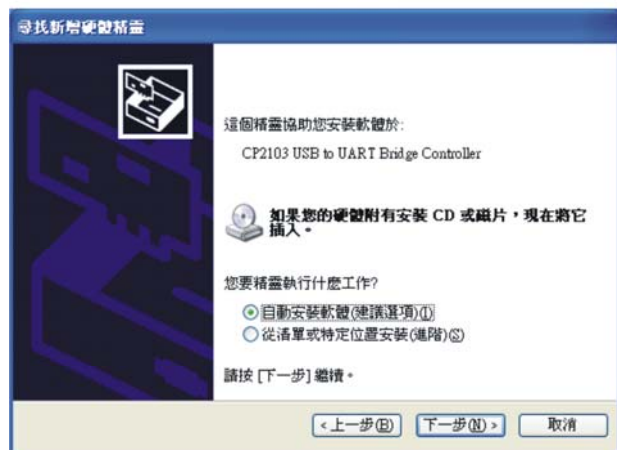 尋找新增硬體精靈
這個精靈協助您安裝軟體於:
CP2103 USB to UART Bridge Controller
如果您的硬體附有安裝 CD 或磁片，現在將它
插入。
您要精靈執行什麼工作?
自動安裝軟體(建議選項)(I)
從清單或特定位置安裝(進階)(S)
請按 [下一步] 繼續。
<上一步(B) 下一步(N)> 取消